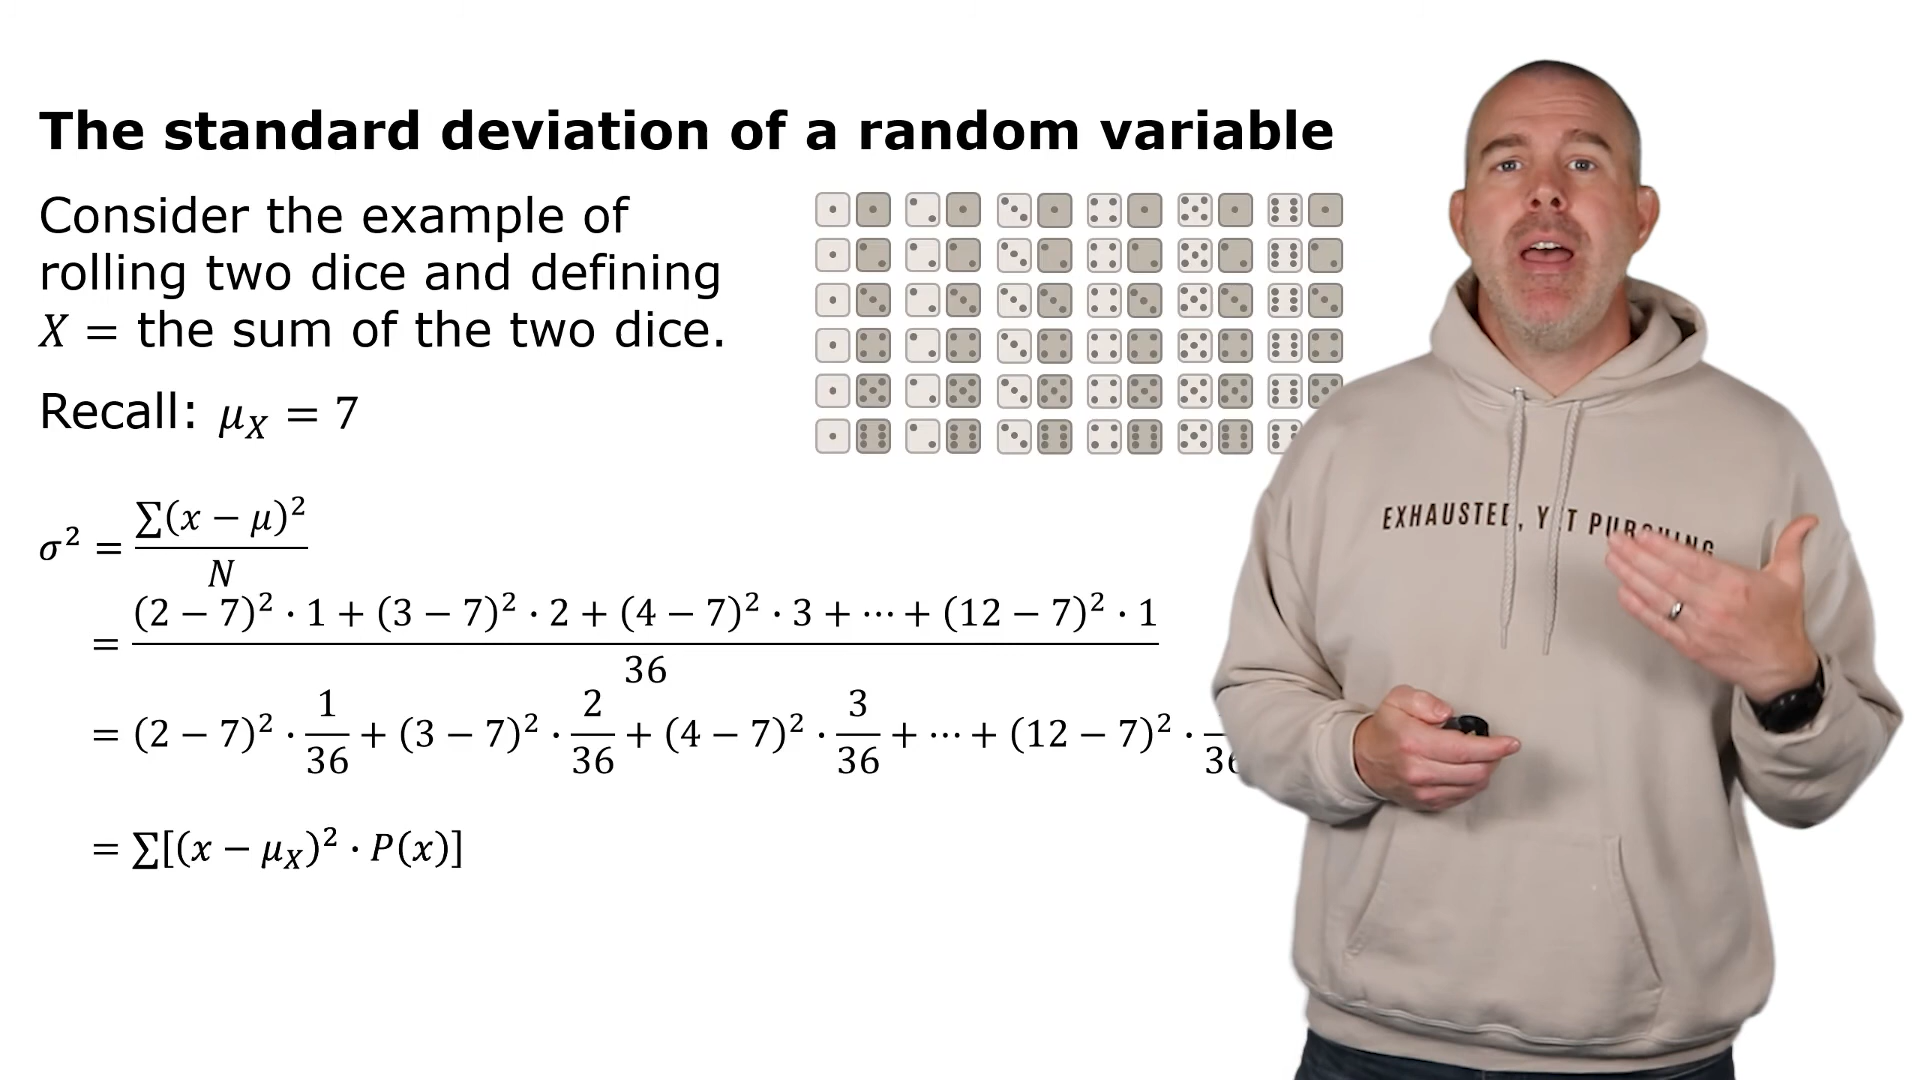 The standard deviation of a random variable
Consider the example of
rolling two dice and defining
X = the sum of the two dice.
Recall: μ_X = 7
σ² = ∑(x − μ)² / N
= ((2 − 7)² · 1 + (3 − 7)² · 2 + (4 − 7)² · 3 + ⋯ + (12 − 7)² · 1) / 36
= (2 − 7)² · 1/36 + (3 − 7)² · 2/36 + (4 − 7)² · 3/36 + ⋯ + (12 − 7)² ·
= ∑[(x − μ_X)² · P(x)]
EXHAUSTED, YET